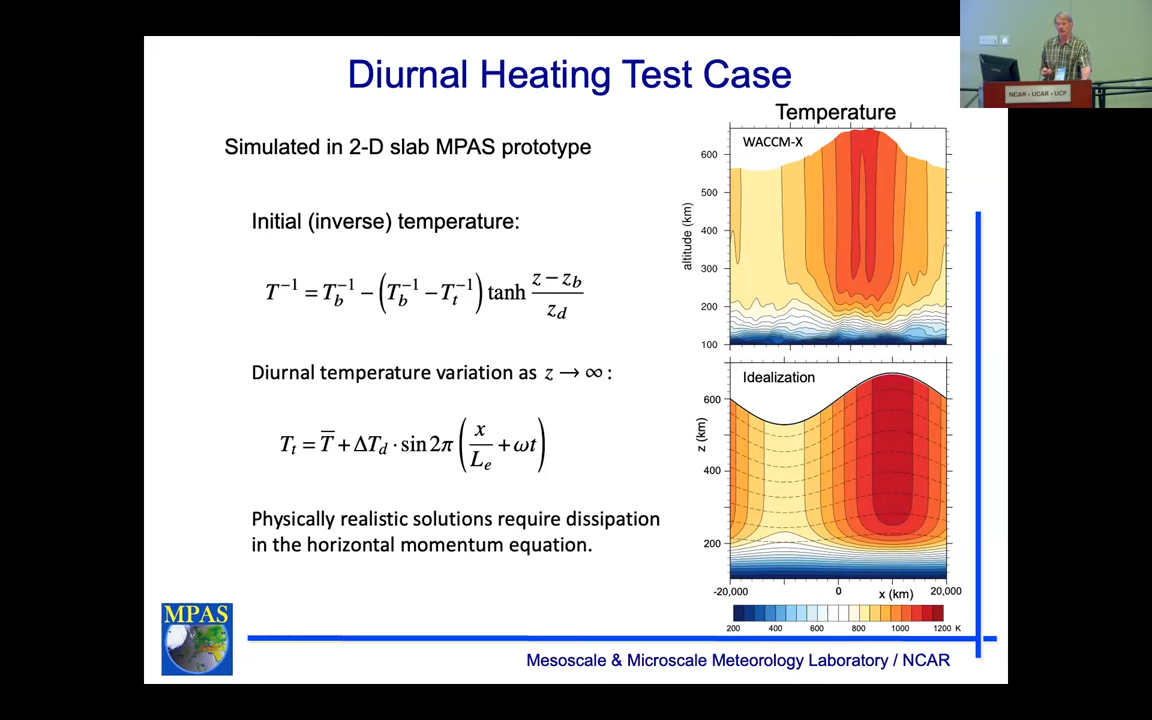 Diurnal Heating Test Case
NCAR • UCAR • UCP
Simulated in 2-D slab MPAS prototype
Initial (inverse) temperature:
T⁻¹ = T_b⁻¹ − (T_b⁻¹ − T_t⁻¹) tanh (z − z_b)/z_d
Diurnal temperature variation as z → ∞ :
T_t = T̅ + ΔT_d · sin 2π (x/L_e + ωt)
Physically realistic solutions require dissipation
in the horizontal momentum equation.
Temperature
WACCM-X
altitude (km)
600
500
400
300
200
100
Idealization
z (km)
600
400
200
-20,000 0 x (km) 20,000
200 400 600 800 1000 1200 K
MPAS
Mesoscale & Microscale Meteorology Laboratory / NCAR